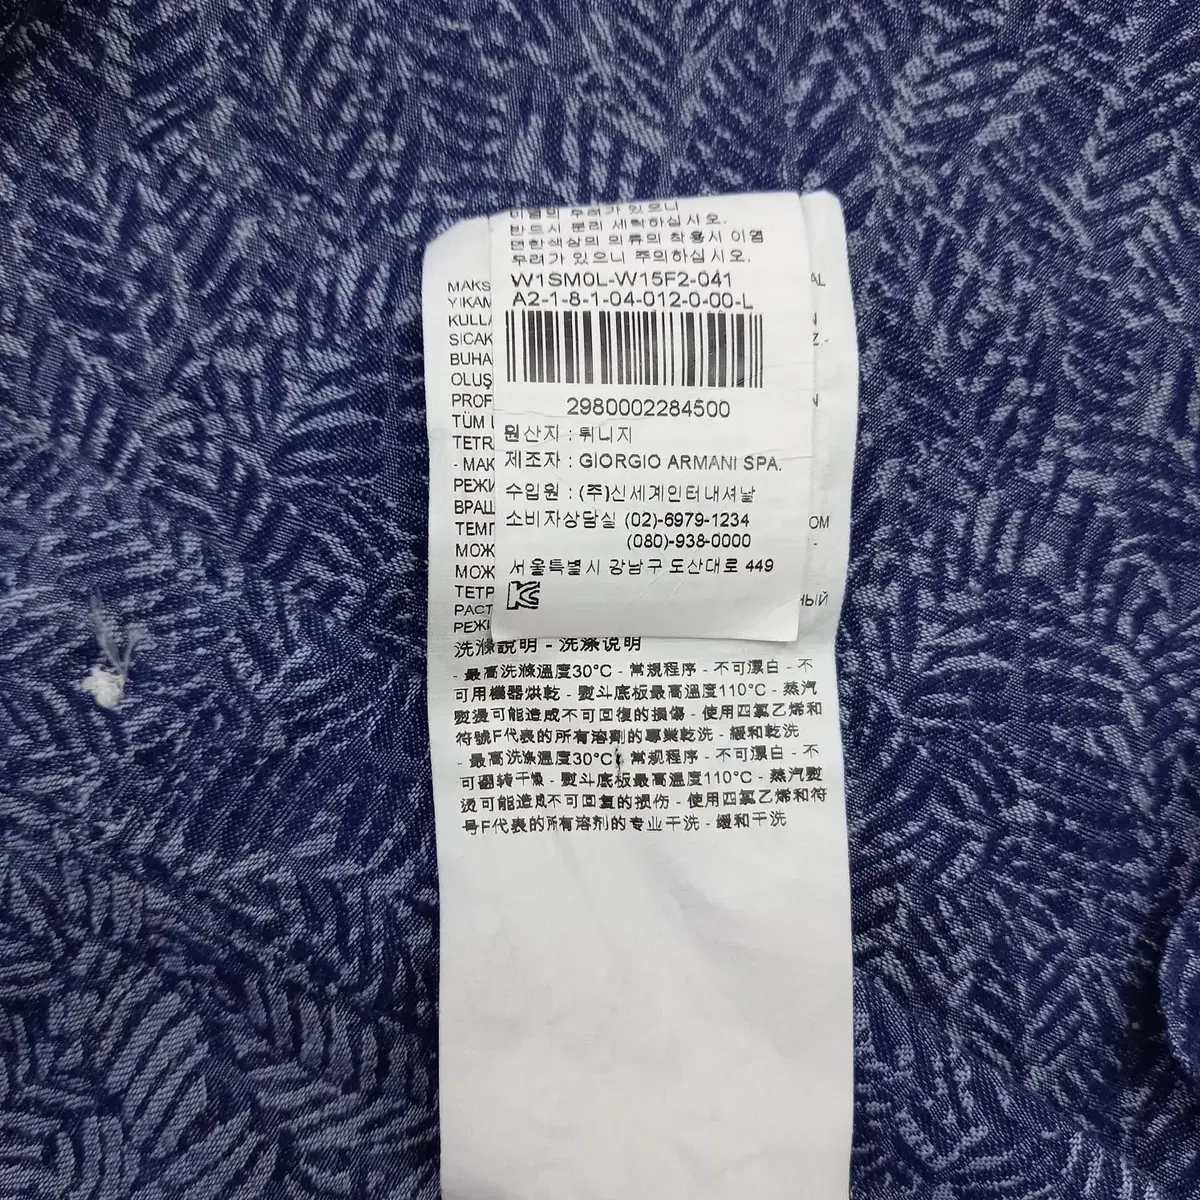 반드시 분리 세탁하십시오.
면한색상의 의류의 착용시 이염
우려가 있으니 주의하십시오.
W1SM0L-W15F2-041
A2-1-8-1-04-012-0-00-L
2980002284500
원산지 : 튀니지
제조자 : GIORGIO ARMANI SPA.
수입원 : (주)신세계인터내셔날
소비자상담실 (02)-6979-1234
(080)-938-0000
서울특별시 강남구 도산대로 449
MAKS
YIKAM
KULLA
SICAK
BUHA
OLUŞ
PROF
TÜM
TETR
- MAK
РЕЖИ
ВРАЩ
ТЕМП
МОЖ
МОЖ
ТЕТР
РАСТ
РЕЖИ
洗滌説明 - 洗涤说明
- 最高洗滌溫度30°C - 常規程序 - 不可漂白 - 不
可用機器烘乾 - 熨斗底板最高溫度110°C - 蒸汽
熨燙可能造成不可回復的損傷 - 使用四氯乙烯和
符號F代表的所有溶劑的專業乾洗 - 緩和乾洗
- 最高洗涤温度30°C - 常规程序 - 不可漂白 - 不
可翻转干燥 - 熨斗底板最高温度110°C - 蒸汽熨
烫可能造成不可回复的损伤 - 使用四氯乙烯和符
号F代表的所有溶剂的专业干洗 - 缓和干洗